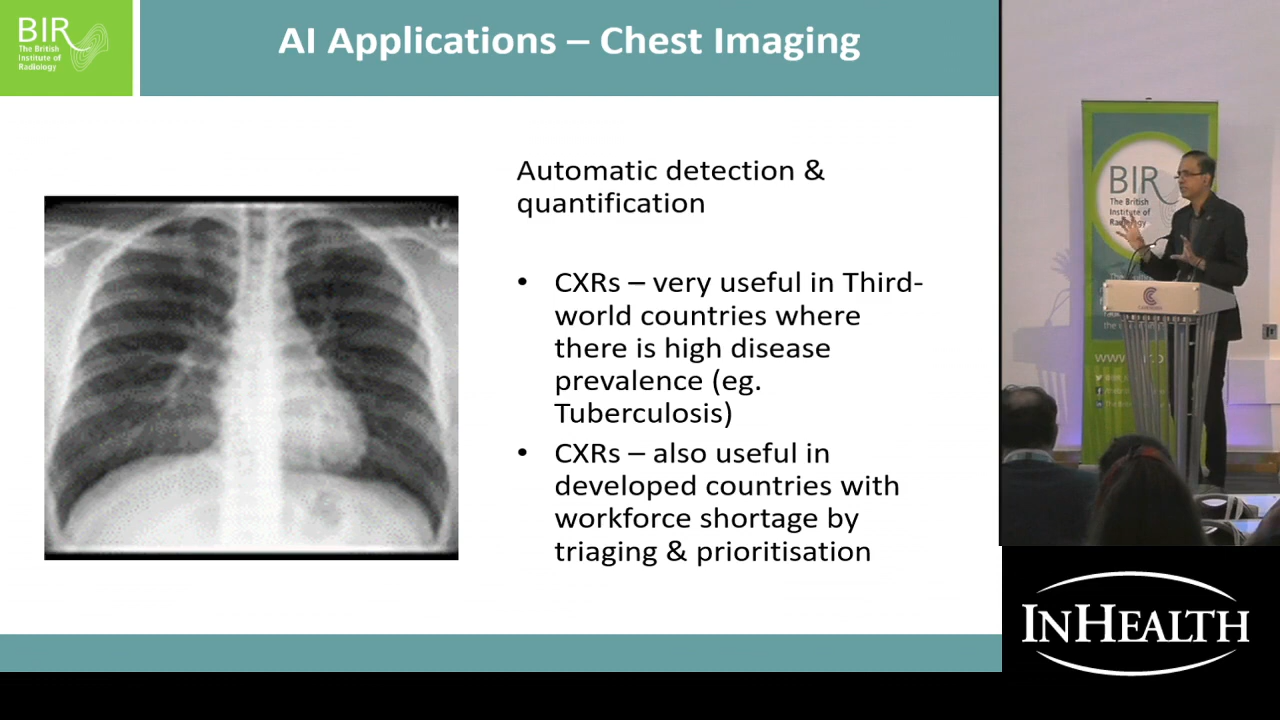 BIR
The British
Institute of
Radiology
AI Applications – Chest Imaging
Automatic detection &
quantification
• CXRs – very useful in Third-
world countries where
there is high disease
prevalence (eg.
Tuberculosis)
• CXRs – also useful in
developed countries with
workforce shortage by
triaging & prioritisation
BIR
The British
Institute of
Radiology
INHEALTH